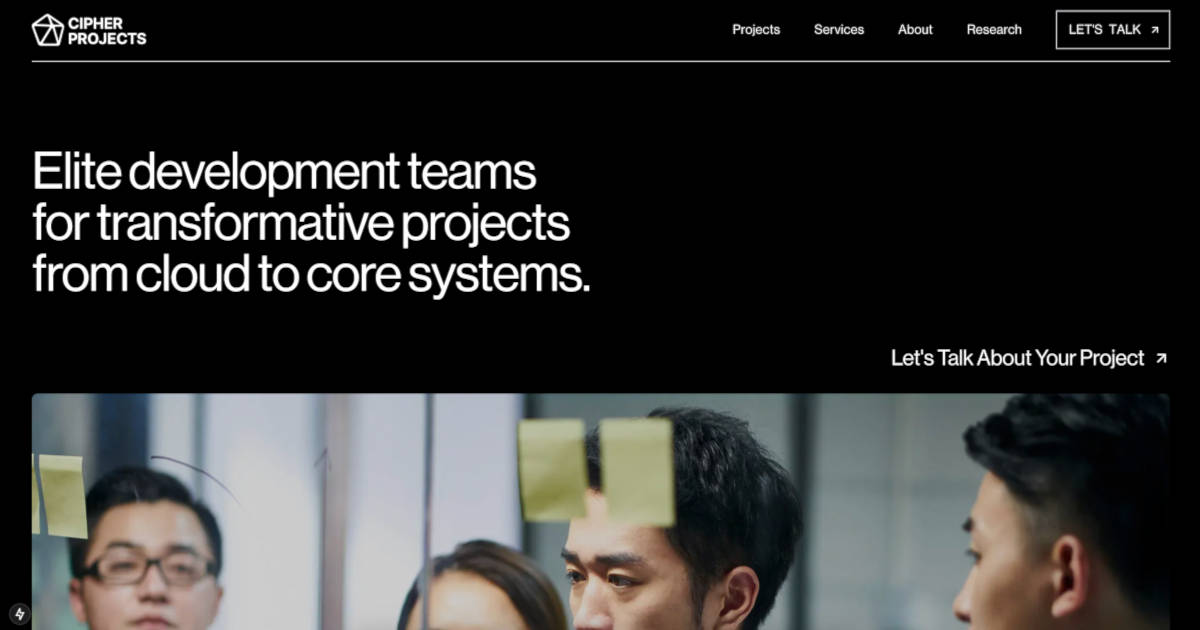 CIPHER
PROJECTS
Projects Services About Research LET'S TALK
Elite development teams
for transformative projects
from cloud to core systems.
Let's Talk About Your Project